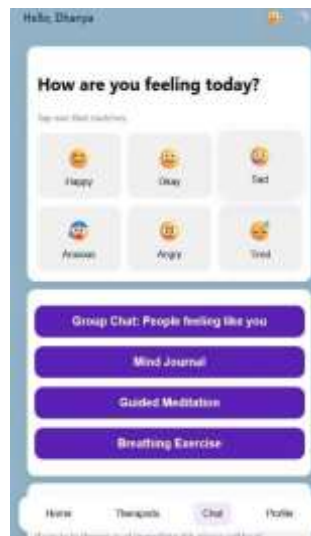 Hello, Dhanya
How are you feeling today?
Happy
Okay
Sad
Anxious
Angry
Tired
Group Chat: People feeling like you
Mind Journal
Guided Meditation
Breathing Exercise
Home
Therapists
Chat
Profile